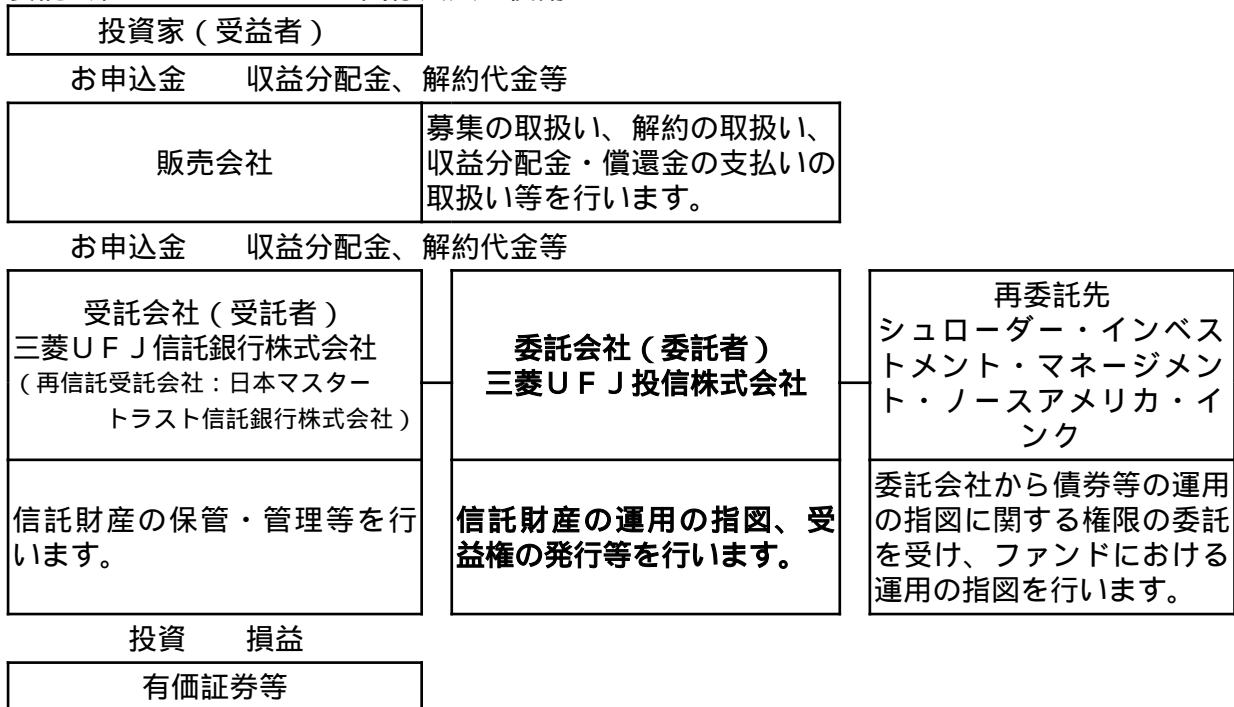 投資家（受益者）
お申込金　　収益分配金、解約代金等
販売会社
募集の取扱い、解約の取扱い、
収益分配金・償還金の支払いの
取扱い等を行います。
お申込金　　収益分配金、解約代金等
受託会社（受託者）
三菱ＵＦＪ信託銀行株式会社
（再信託受託会社：日本マスター
トラスト信託銀行株式会社）
委託会社（委託者）
三菱ＵＦＪ投信株式会社
再委託先
シュローダー・インベス
トメント・マネージメン
ト・ノースアメリカ・イ
ンク
信託財産の保管・管理等を行
います。
信託財産の運用の指図、受
益権の発行等を行います。
委託会社から債券等の運用
の指図に関する権限の委託
を受け、ファンドにおける
運用の指図を行います。
投資　　損益
有価証券等